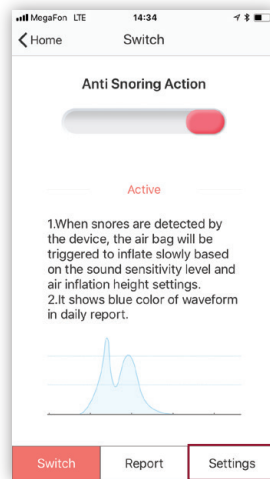 MegaFon LTE 14:34
Home Switch
Anti Snoring Action
Active
1.When snores are detected by
the device, the air bag will be
triggered to inflate slowly based
on the sound sensitivity level and
air inflation height settings.
2.It shows blue color of waveform
in daily report.
Switch Report Settings